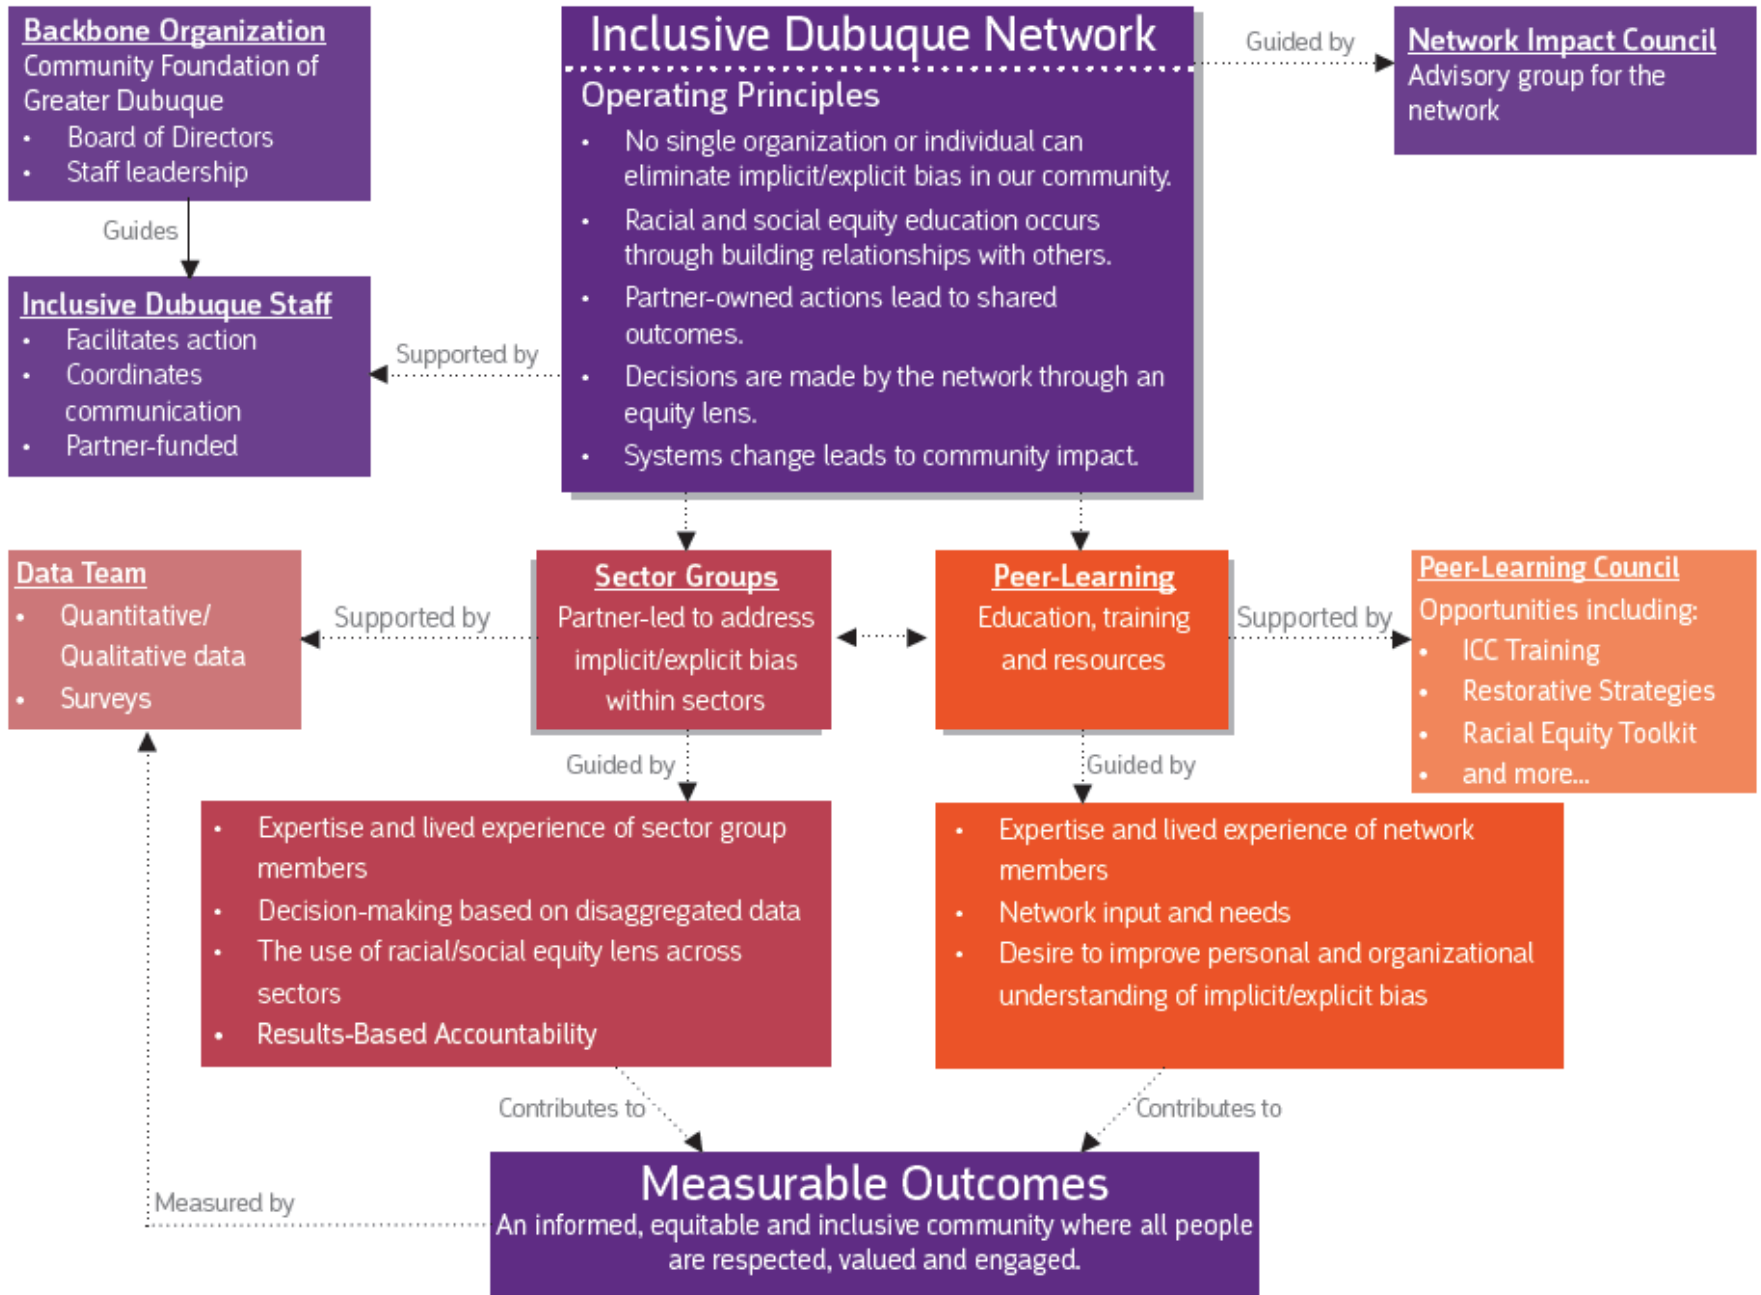 Backbone Organization
Community Foundation of
Greater Dubuque
• Board of Directors
• Staff leadership
Guides
Inclusive Dubuque Staff
• Facilitates action
• Coordinates
communication
• Partner-funded
Supported by
Inclusive Dubuque Network
Operating Principles
• No single organization or individual can
eliminate implicit/explicit bias in our community.
• Racial and social equity education occurs
through building relationships with others.
• Partner-owned actions lead to shared
outcomes.
• Decisions are made by the network through an
equity lens.
• Systems change leads to community impact.
Guided by
Network Impact Council
Advisory group for the
network
Data Team
• Quantitative/
Qualitative data
• Surveys
Supported by
Sector Groups
Partner-led to address
implicit/explicit bias
within sectors
Peer-Learning
Education, training
and resources
Supported by
Peer-Learning Council
Opportunities including:
• ICC Training
• Restorative Strategies
• Racial Equity Toolkit
• and more...
Guided by
• Expertise and lived experience of sector group
members
• Decision-making based on disaggregated data
• The use of racial/social equity lens across
sectors
• Results-Based Accountability
Guided by
• Expertise and lived experience of network
members
• Network input and needs
• Desire to improve personal and organizational
understanding of implicit/explicit bias
Contributes to
Contributes to
Measured by
Measurable Outcomes
An informed, equitable and inclusive community where all people
are respected, valued and engaged.